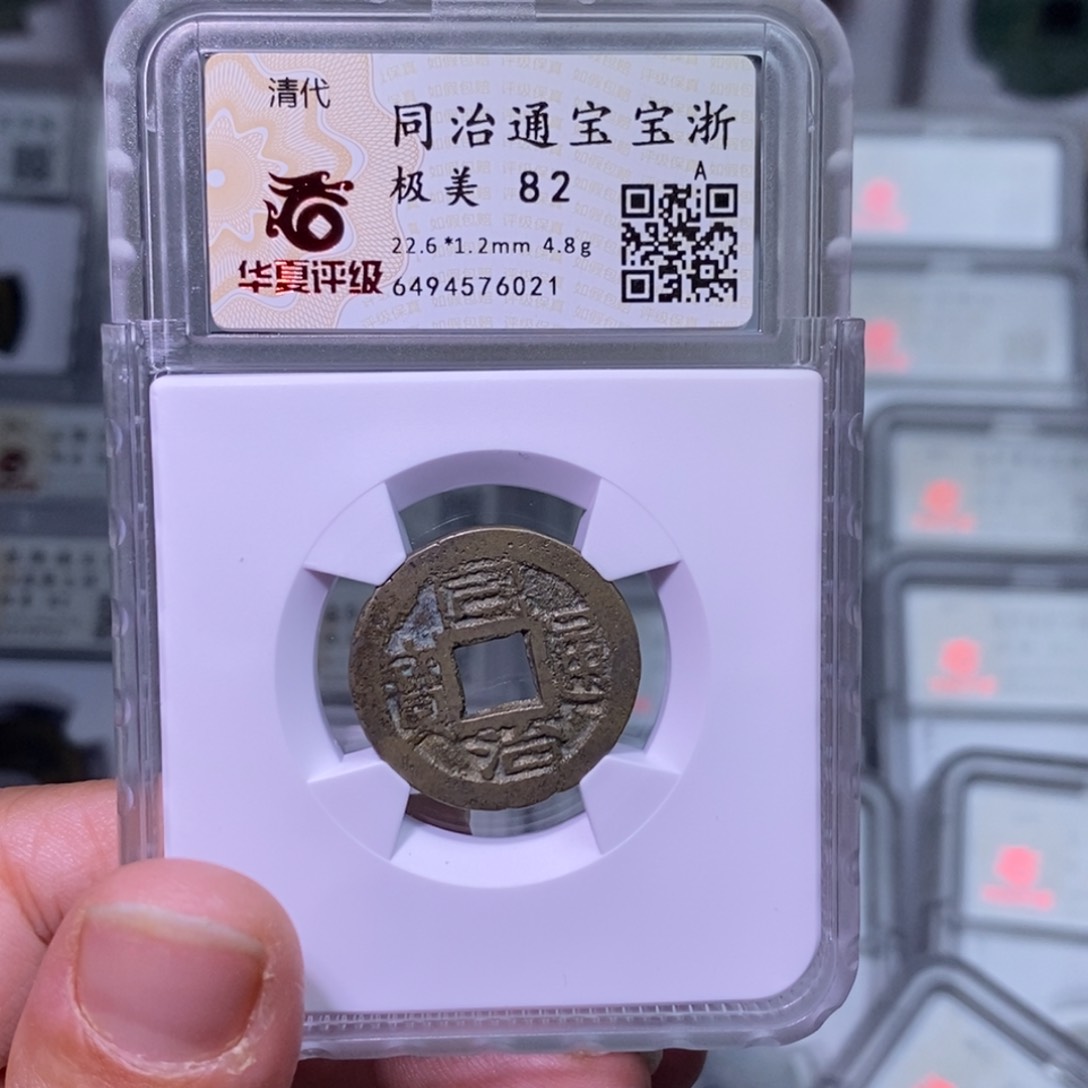 清代
同治通宝宝浙
极美 82
A
22.6*1.2mm 4.8g
6494576021
华夏评级
同治通寶